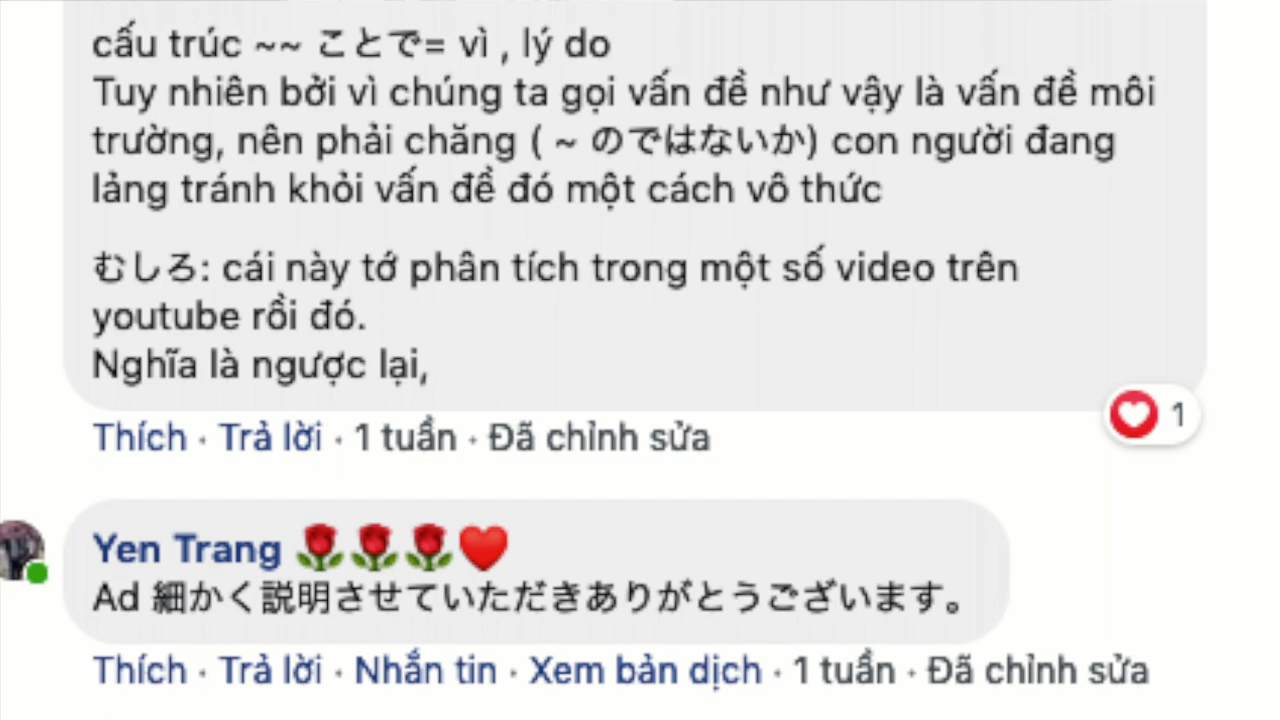 cấu trúc ~~ ことで= vì , lý do
Tuy nhiên bởi vì chúng ta gọi vấn đề như vậy là vấn đề môi
trường, nên phải chăng ( ~ のではないか) con người đang
lảng tránh khỏi vấn đề đó một cách vô thức
むしろ: cái này tớ phân tích trong một số video trên
youtube rồi đó.
Nghĩa là ngược lại,
1
Thích · Trả lời · 1 tuần · Đã chỉnh sửa
Yen Trang 🌹🌹🌹❤️
Ad 細かく説明させていただきありがとうございます。
Thích · Trả lời · Nhắn tin · Xem bản dịch · 1 tuần · Đã chỉnh sửa